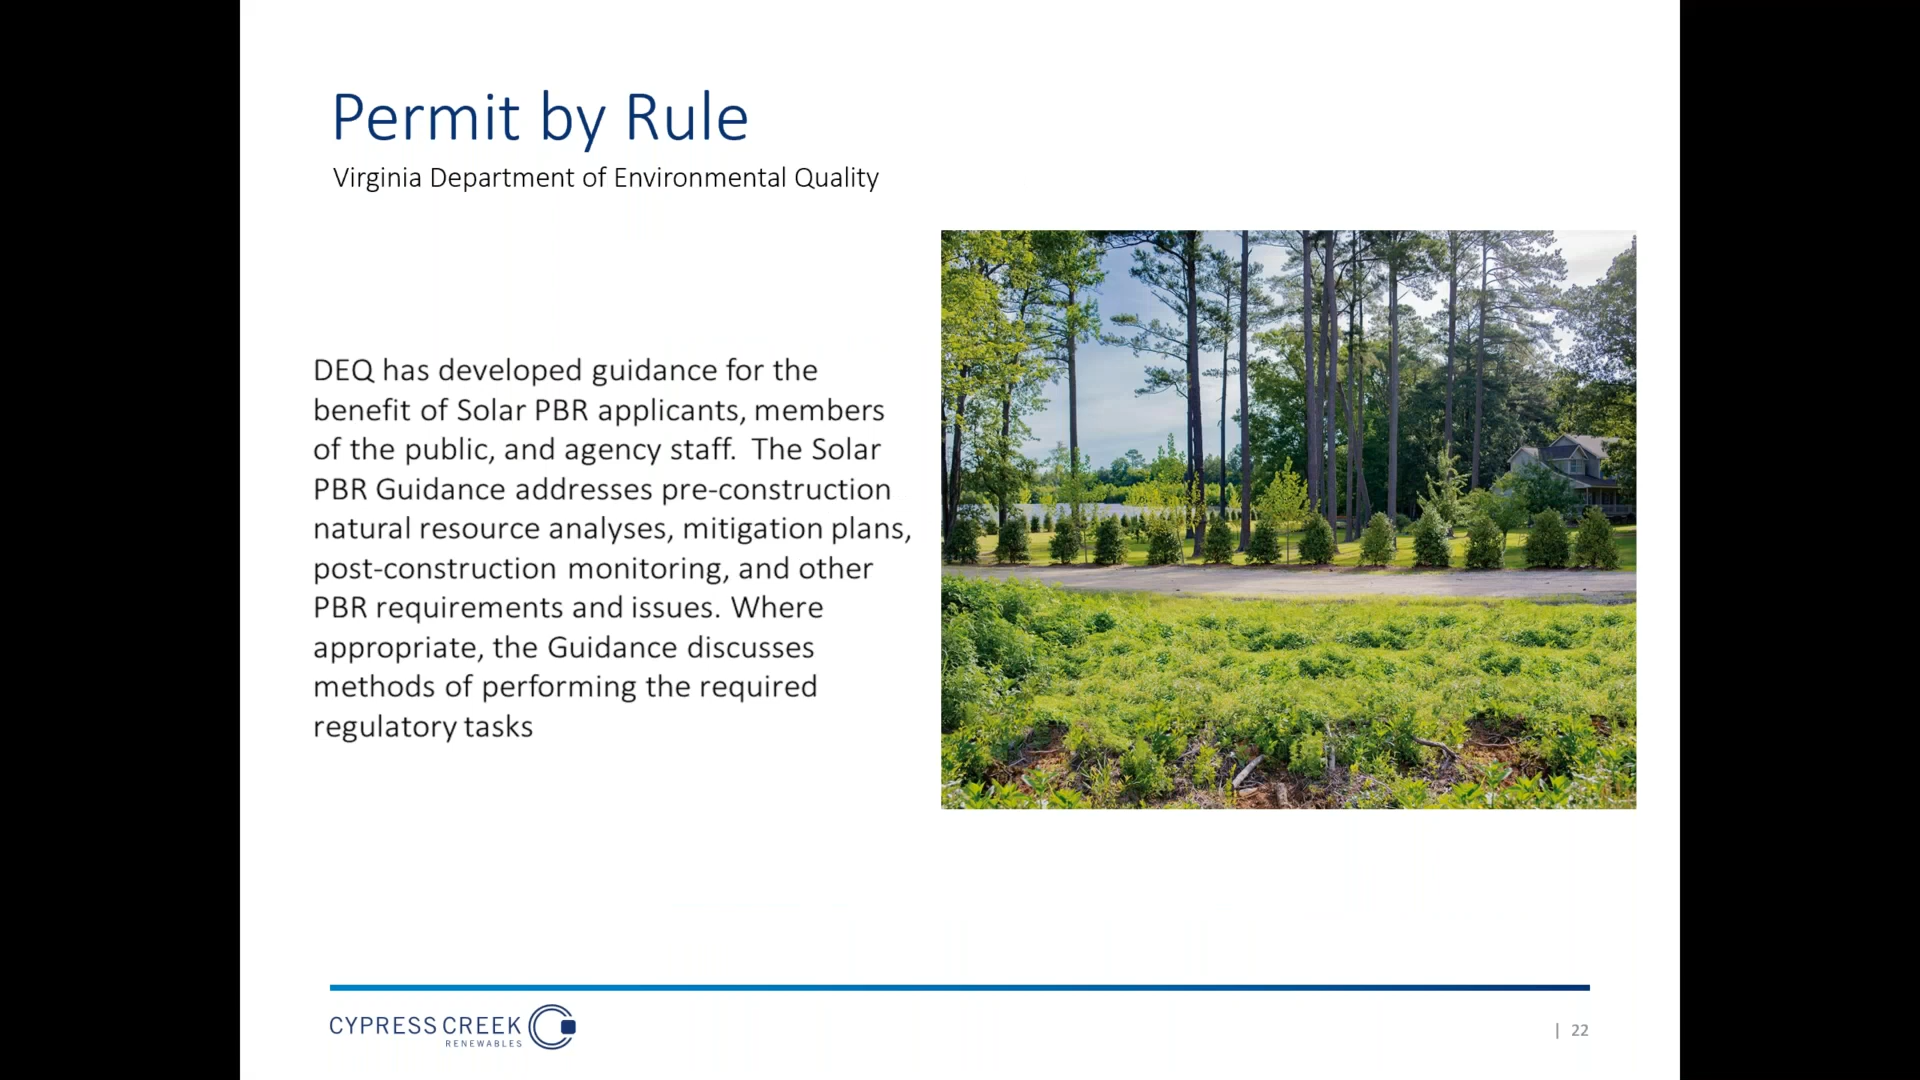 Permit by Rule
Virginia Department of Environmental Quality
DEQ has developed guidance for the
benefit of Solar PBR applicants, members
of the public, and agency staff.  The Solar
PBR Guidance addresses pre-construction
natural resource analyses, mitigation plans,
post-construction monitoring, and other
PBR requirements and issues. Where
appropriate, the Guidance discusses
methods of performing the required
regulatory tasks
CYPRESS CREEK
RENEWABLES
| 22